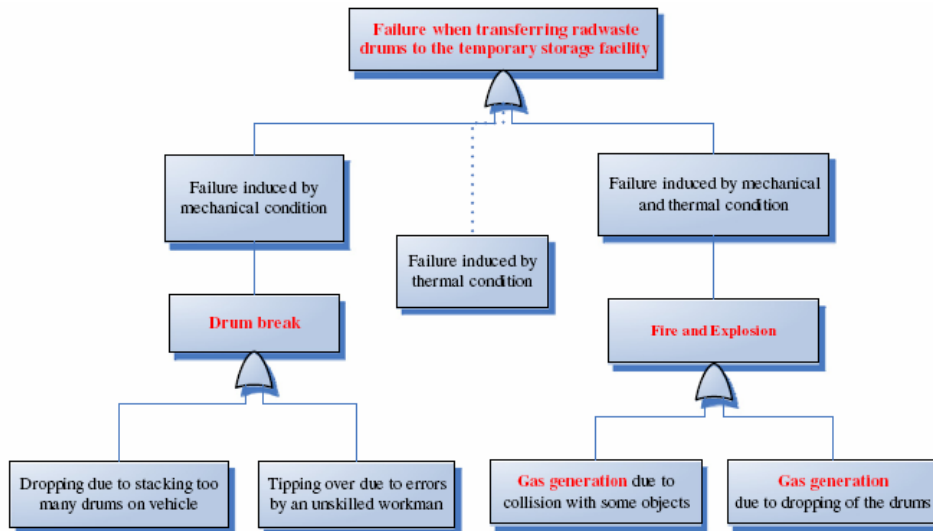 Failure when transferring radwaste
drums to the temporary storage facility
Failure induced by
mechanical condition
Failure induced by mechanical
and thermal condition
Failure induced by
thermal condition
Drum break
Fire and Explosion
Dropping due to stacking too
many drums on vehicle
Tipping over due to errors
by an unskilled workman
Gas generation due to
collision with some objects
Gas generation
due to dropping of the drums